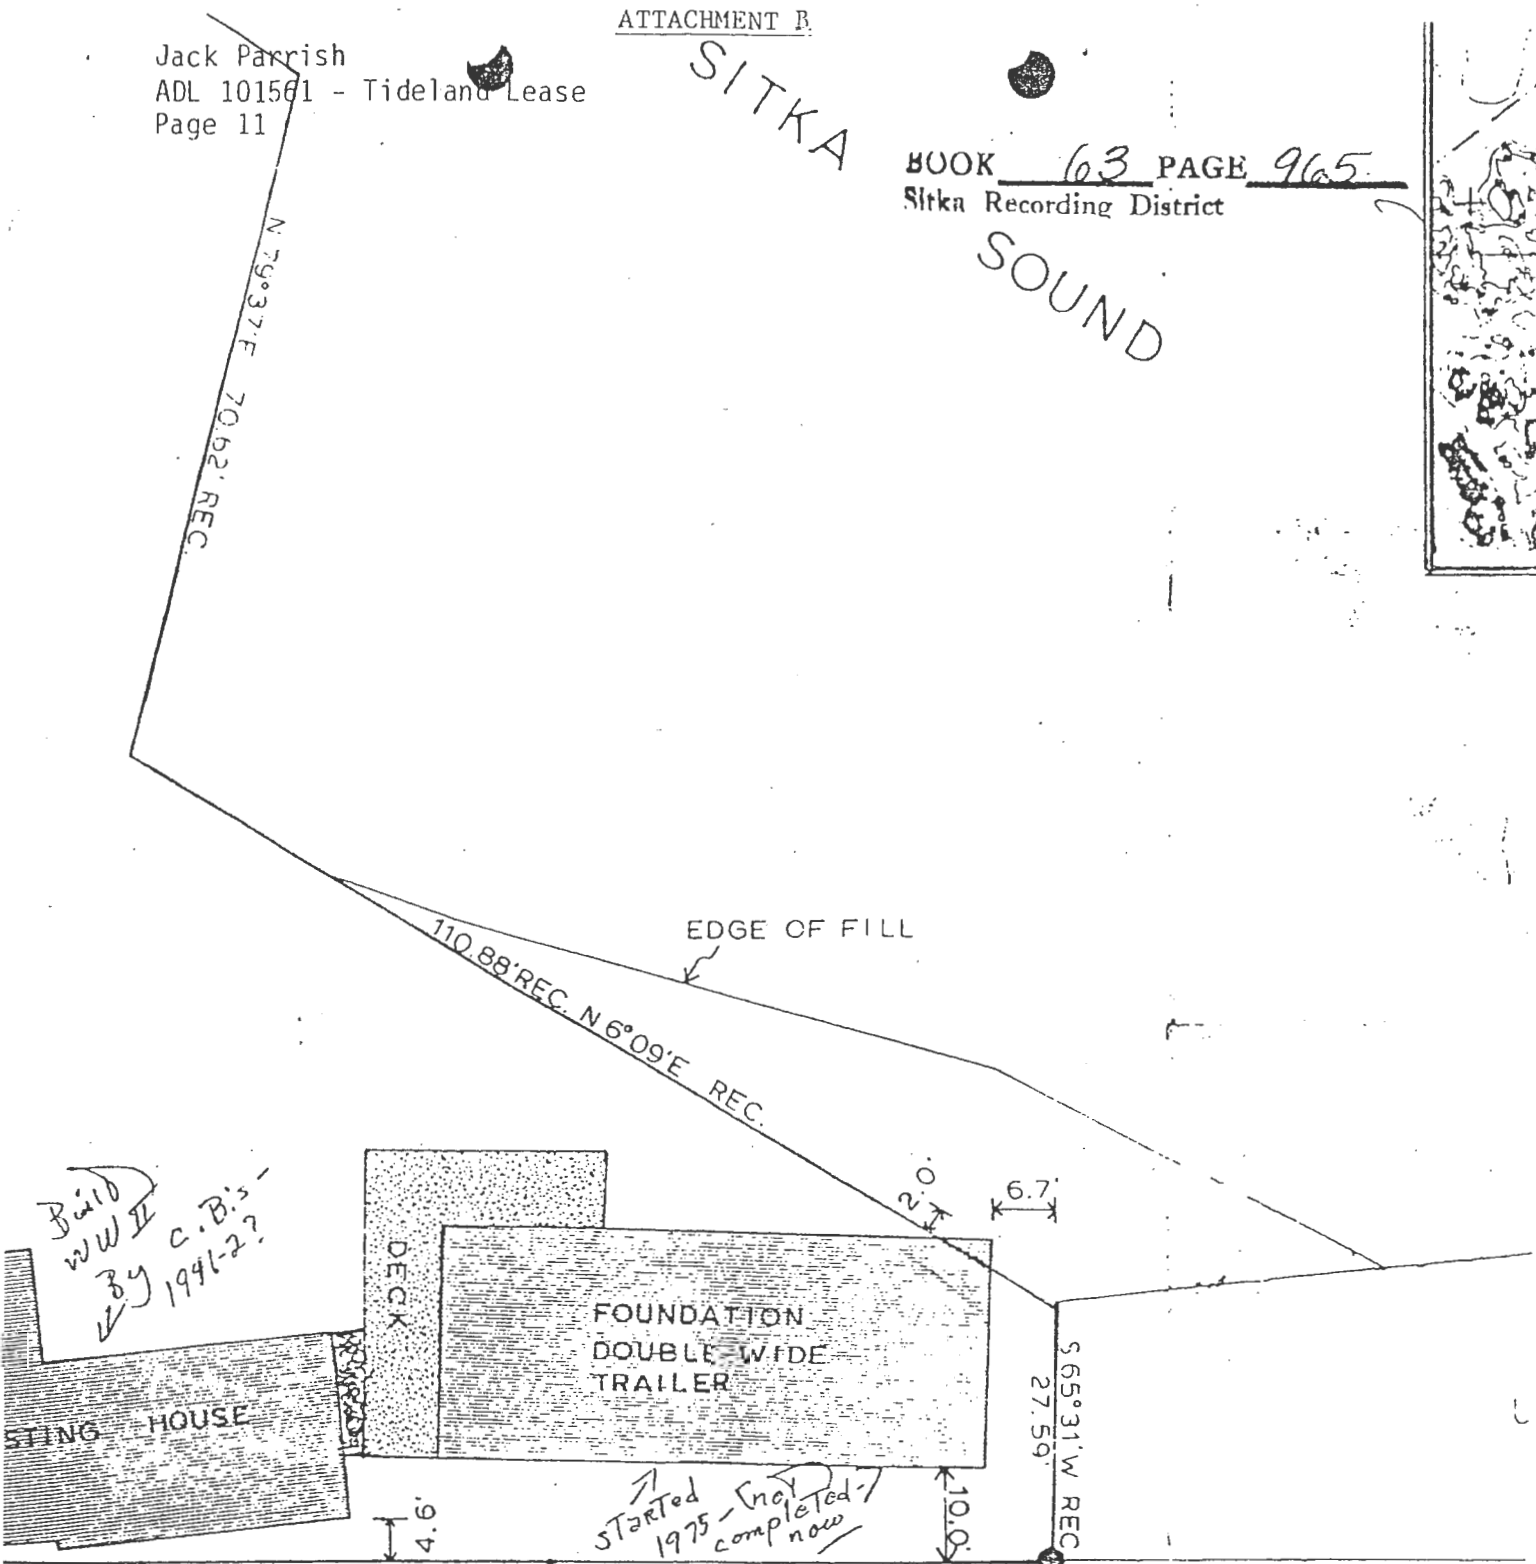 ATTACHMENT B
Jack Parrish
ADL 101561 - Tideland Lease
Page 11
SITKA
BOOK 63 PAGE 965
Sitka Recording District
SOUND
N 79°37'E 70.62' REC.
EDGE OF FILL
110.88' REC. N 6°09'E REC.
2.0'
6.7'
Built
WW II
By C.B.'s -
1941-2?
DECK
FOUNDATION
DOUBLE WIDE
TRAILER
STING HOUSE
S 65°31'W REC
27.59'
4.6'
started
1975 - (not
completed -)
now
10.0'